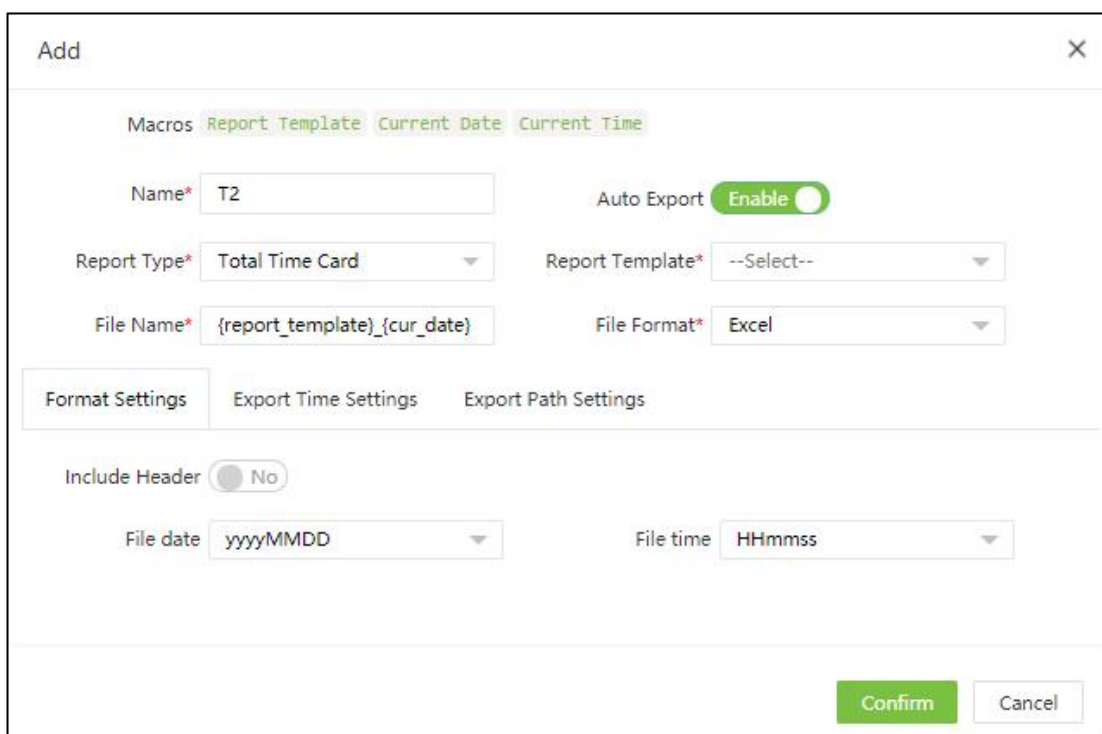 Add
Macros Report Template Current Date Current Time
Name* T2 Auto Export Enable
Report Type* Total Time Card Report Template* --Select--
File Name* {report_template}_{cur_date} File Format* Excel
Format Settings Export Time Settings Export Path Settings
Include Header No
File date yyyyMMDD File time HHmmss
Confirm Cancel